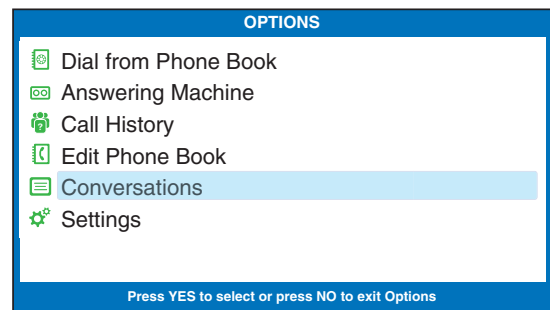 OPTIONS
Dial from Phone Book
Answering Machine
Call History
Edit Phone Book
Conversations
Settings
Press YES to select or press NO to exit Options